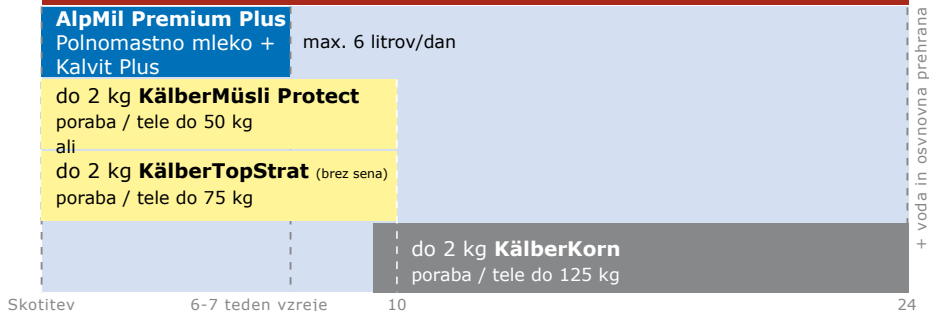 AlpMil Premium Plus
Polnomastno mleko +
Kalvit Plus
max. 6 litrov/dan
do 2 kg KälberMüsli Protect
poraba / tele do 50 kg
ali
do 2 kg KälberTopStrat (brez sena)
poraba / tele do 75 kg
do 2 kg KälberKorn
poraba / tele do 125 kg
+ voda in osvnovna prehrana
Skotitev
6-7 teden vzreje
10
24